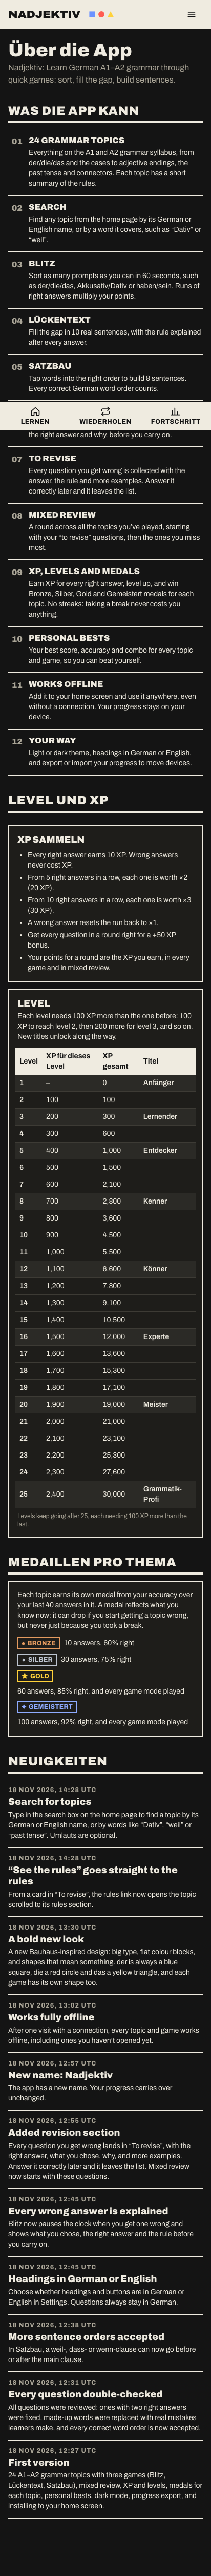 NADJEKTIV
Über die App
Nadjektiv: Learn German A1–A2 grammar through
quick games: sort, fill the gap, build sentences.
WAS DIE APP KANN
01 24 GRAMMAR TOPICS
Everything on the A1 and A2 grammar syllabus, from
der/die/das and the cases to adjectival endings, the
past tense and connectors. Each topic has a short
summary of the rules.
02 SEARCH
Find any topic from the home page by its German or
English name, or by a word it covers, such as “Dativ” or
“weil”.
03 BLITZ
Sort as many prompts as you can in 60 seconds, such
as der/die/das, Akkusativ/Dativ or haben/sein. Runs of
right answers multiply your points.
04 LÜCKENTEXT
Fill the gap in 10 real sentences, with the rule explained
after every answer.
05 SATZBAU
Tap words into the right order to build 8 sentences.
Every correct German word order counts.
LERNEN WIEDERHOLEN FORTSCHRITT
the right answer and why, before you carry on.
07 TO REVISE
Every question you get wrong is collected with the
answer, the rule and more examples. Answer it
correctly later and it leaves the list.
08 MIXED REVIEW
A round across all the topics you’ve played, starting
with your “to revise” questions, then the ones you miss
most.
09 XP, LEVELS AND MEDALS
Earn XP for every right answer, level up, and win
Bronze, Silver, Gold and Gemeistert medals for each
topic. No streaks: taking a break never costs you
anything.
10 PERSONAL BESTS
Your best score, accuracy and combo for every topic
and game, so you can beat yourself.
11 WORKS OFFLINE
Add it to your home screen and use it anywhere, even
without a connection. Your progress stays on your
device.
12 YOUR WAY
Light or dark theme, headings in German or English,
and export or import your progress to move devices.
LEVEL UND XP
XP SAMMELN
• Every right answer earns 10 XP. Wrong answers
never cost XP.
• From 5 right answers in a row, each one is worth ×2
(20 XP).
• From 10 right answers in a row, each one is worth ×3
(30 XP).
• A wrong answer resets the run back to ×1.
• Get every question in a round right for a +50 XP
bonus.
• Your points for a round are the XP you earn, in every
game and in mixed review.
LEVEL
Each level needs 100 XP more than the one before: 100
XP to reach level 2, then 200 more for level 3, and so on.
New titles unlock along the way.
Level XP für dieses Level XP gesamt Titel
1 – 0 Anfänger
2 100 100
3 200 300 Lernender
4 300 600
5 400 1,000 Entdecker
6 500 1,500
7 600 2,100
8 700 2,800 Kenner
9 800 3,600
10 900 4,500
11 1,000 5,500
12 1,100 6,600 Könner
13 1,200 7,800
14 1,300 9,100
15 1,400 10,500
16 1,500 12,000 Experte
17 1,600 13,600
18 1,700 15,300
19 1,800 17,100
20 1,900 19,000 Meister
21 2,000 21,000
22 2,100 23,100
23 2,200 25,300
24 2,300 27,600
25 2,400 30,000 Grammatik-Profi
Levels keep going after 25, each needing 100 XP more than the
last.
MEDAILLEN PRO THEMA
Each topic earns its own medal from your accuracy over
your last 40 answers in it. A medal reflects what you
know now: it can drop if you start getting a topic wrong,
but never just because you took a break.
BRONZE 10 answers, 60% right
SILBER 30 answers, 75% right
GOLD
60 answers, 85% right, and every game mode played
GEMEISTERT
100 answers, 92% right, and every game mode played
NEUIGKEITEN
18 NOV 2026, 14:28 UTC
Search for topics
Type in the search box on the home page to find a topic by its
German or English name, or by words like “Dativ”, “weil” or
“past tense”. Umlauts are optional.
18 NOV 2026, 14:28 UTC
“See the rules” goes straight to the
rules
From a card in “To revise”, the rules link now opens the topic
scrolled to its rules section.
18 NOV 2026, 13:30 UTC
A bold new look
A new Bauhaus-inspired design: big type, flat colour blocks,
and shapes that mean something. der is always a blue
square, die a red circle and das a yellow triangle, and each
game has its own shape too.
18 NOV 2026, 13:02 UTC
Works fully offline
After one visit with a connection, every topic and game works
offline, including ones you haven’t opened yet.
18 NOV 2026, 12:57 UTC
New name: Nadjektiv
The app has a new name. Your progress carries over
unchanged.
18 NOV 2026, 12:55 UTC
Added revision section
Every question you get wrong lands in “To revise”, with the
right answer, what you chose, why, and more examples.
Answer it correctly later and it leaves the list. Mixed review
now starts with these questions.
18 NOV 2026, 12:45 UTC
Every wrong answer is explained
Blitz now pauses the clock when you get one wrong and
shows what you chose, the right answer and the rule before
you carry on.
18 NOV 2026, 12:45 UTC
Headings in German or English
Choose whether headings and buttons are in German or
English in Settings. Questions always stay in German.
18 NOV 2026, 12:38 UTC
More sentence orders accepted
In Satzbau, a weil-, dass- or wenn-clause can now go before
or after the main clause.
18 NOV 2026, 12:31 UTC
Every question double-checked
All questions were reviewed: ones with two right answers
were fixed, made-up words were replaced with real mistakes
learners make, and every correct word order is now accepted.
18 NOV 2026, 12:27 UTC
First version
24 A1–A2 grammar topics with three games (Blitz,
Lückentext, Satzbau), mixed review, XP and levels, medals for
each topic, personal bests, dark mode, progress export, and
installing to your home screen.